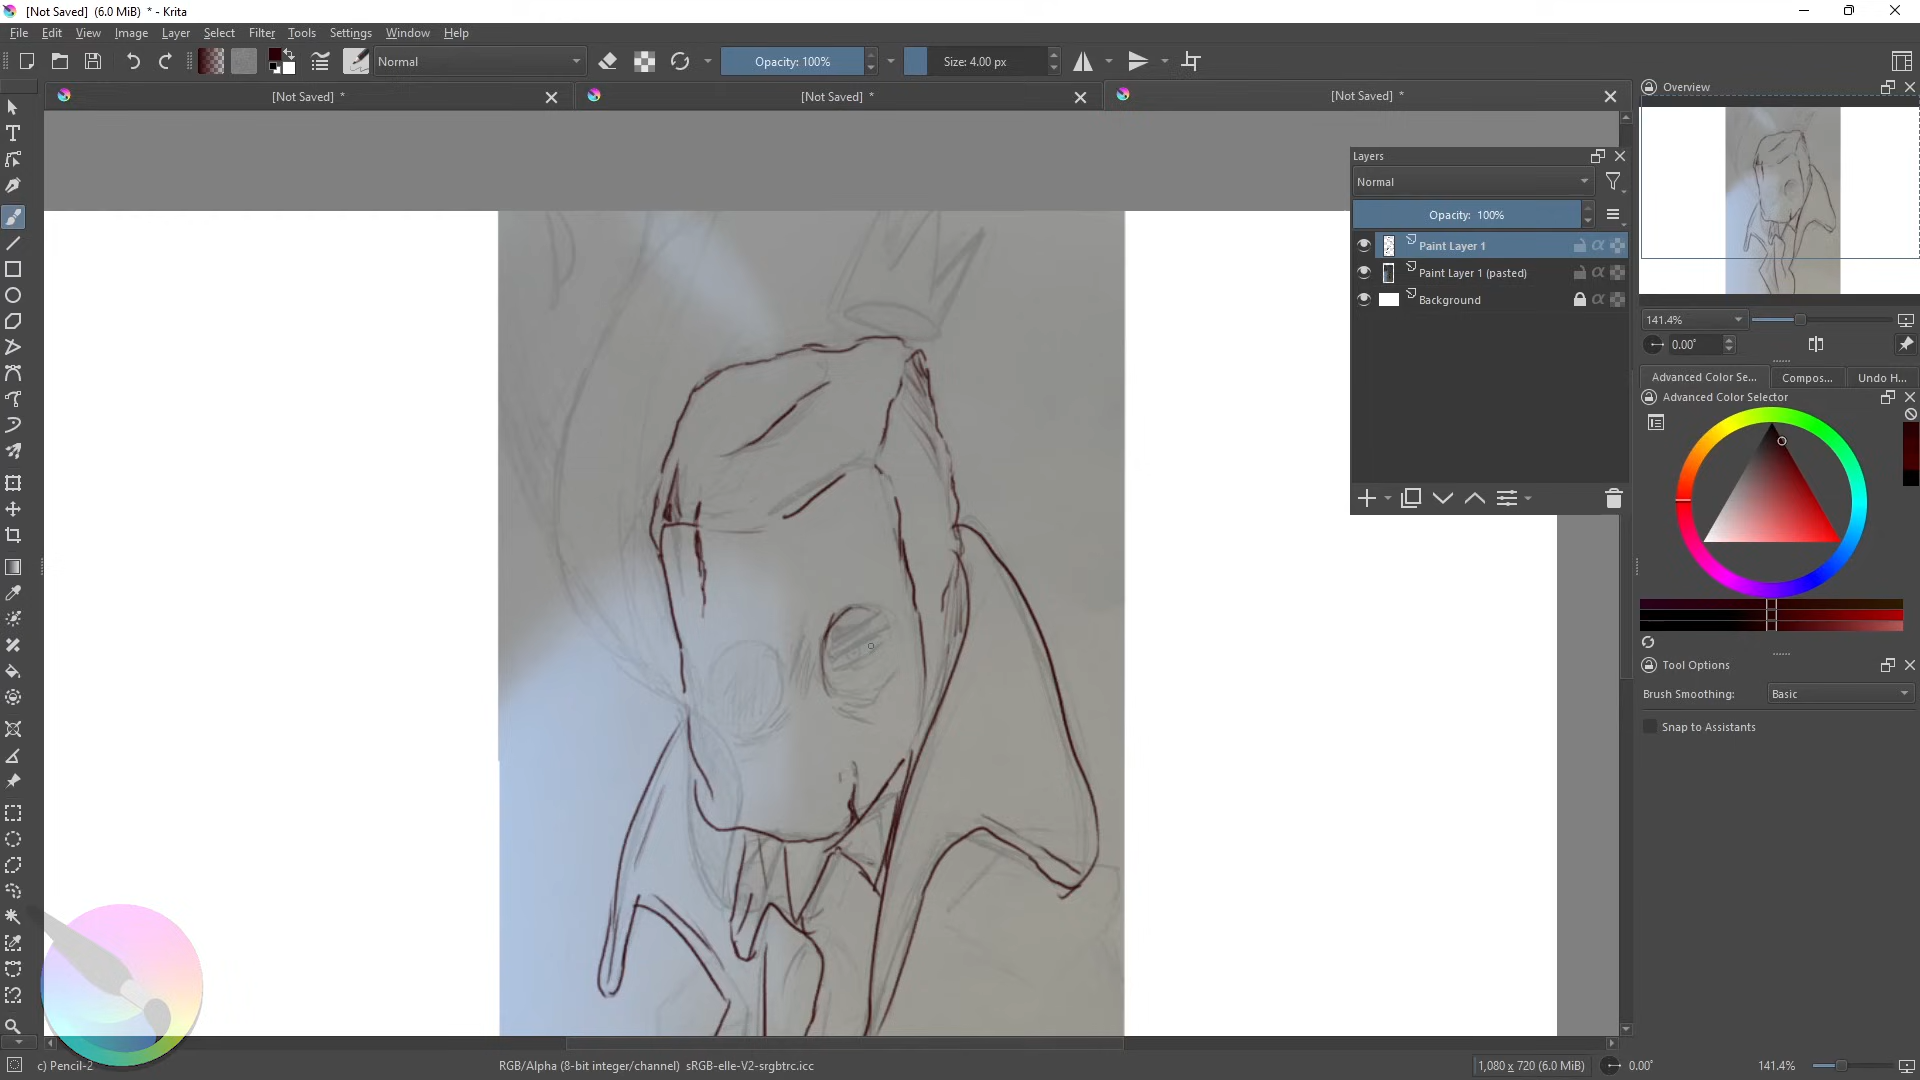 [Not Saved]  (6.0 MiB)  * - Krita
File Edit View Image Layer Select Filter Tools Settings Window Help
Normal
Opacity: 100%
Size: 4.00 px
[Not Saved] *
[Not Saved] *
[Not Saved] *
Overview
Layers
Normal
Opacity:  100%
Paint Layer 1
Paint Layer 1 (pasted)
Background
141.4%
0.00°
Advanced Color Se...
Compos...
Undo H...
Advanced Color Selector
Tool Options
Brush Smoothing:
Basic
Snap to Assistants
c) Pencil-2
RGB/Alpha (8-bit integer/channel)  sRGB-elle-V2-srgbtrc.icc
1,080 x 720 (6.0 MiB)
0.00°
141.4%